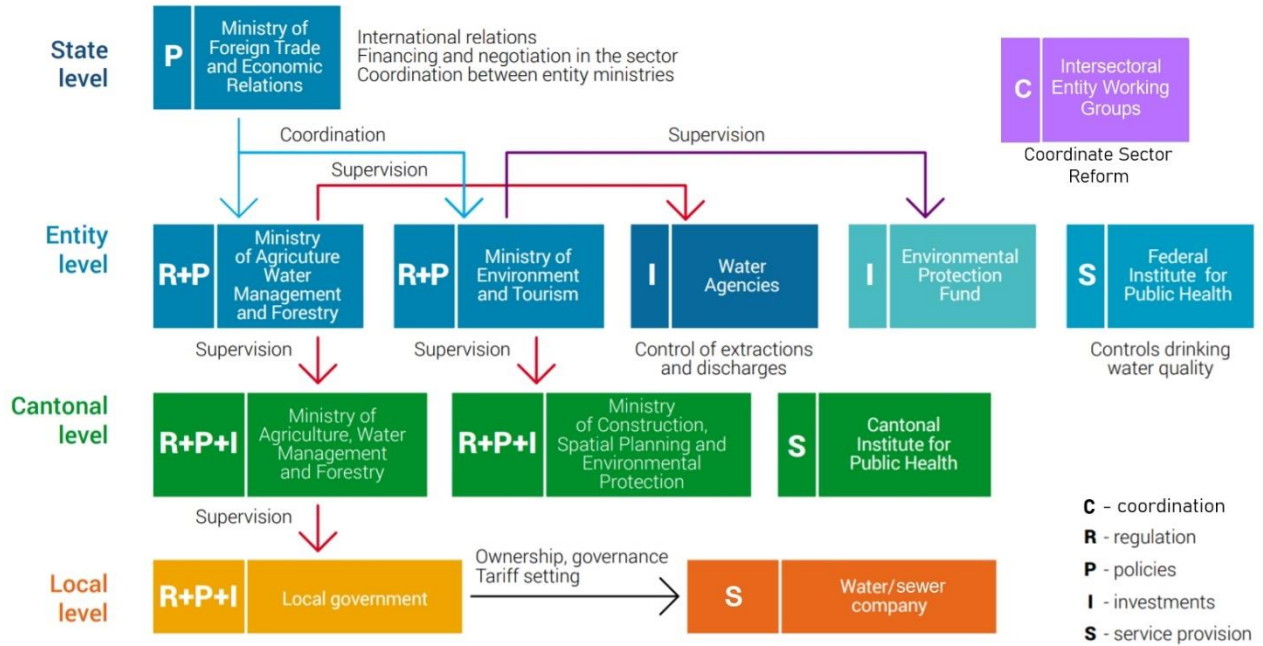 State
level
P
Ministry of
Foreign Trade
and Economic
Relations
International relations
Financing and negotiation in the sector
Coordination between entity ministries
C
Intersectoral
Entity Working
Groups
Coordinate Sector
Reform
Coordination
Supervision
Supervision
Entity
level
R+P
Ministry
of Agricuture
Water
Management
and Forestry
R+P
Ministry of
Environment
and Tourism
I
Water
Agencies
I
Environmental
Protection
Fund
S
Federal
Institute for
Public Health
Supervision
Supervision
Control of extractions
and discharges
Controls drinking
water quality
Cantonal
level
R+P+I
Ministry of
Agriculture, Water
Management
and Forestry
R+P+I
Ministry
of Construction,
Spatial Planning and
Environmental
Protection
S
Cantonal
Institute for
Public Health
Supervision
Local
level
R+P+I
Local government
Ownership, governance
Tariff setting
S
Water/sewer
company
C - coordination
R - regulation
P - policies
I - investments
S - service provision